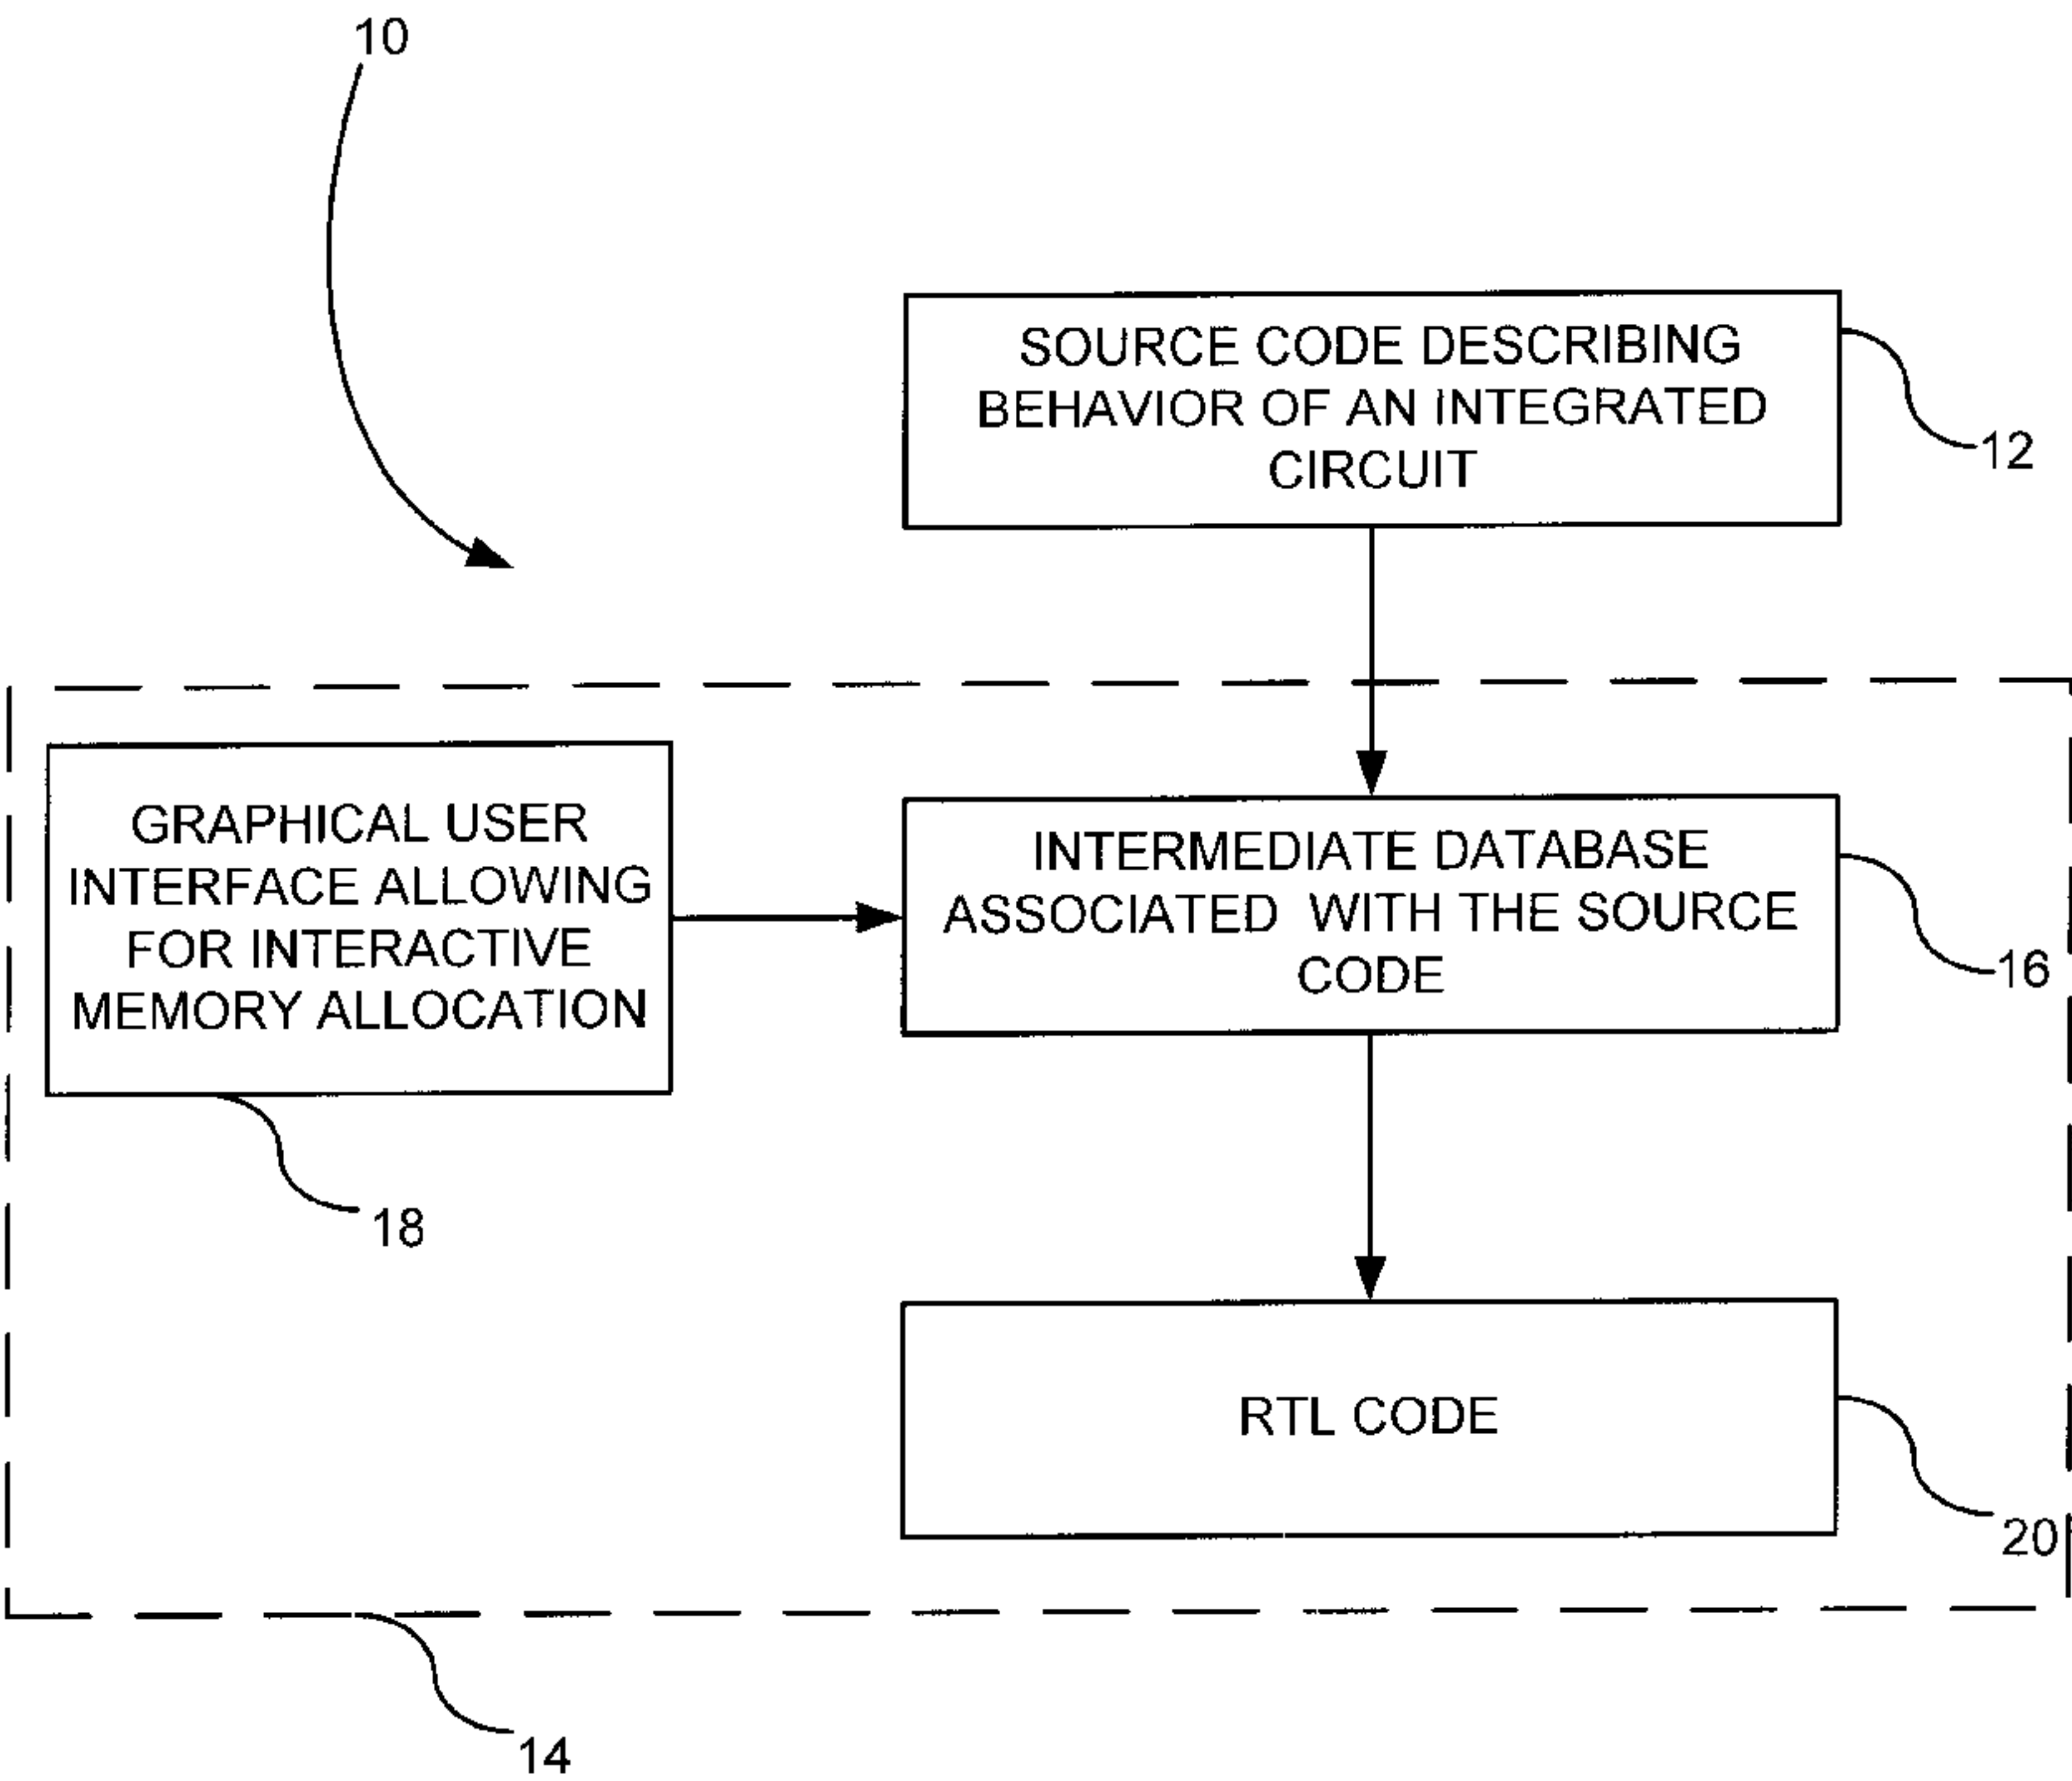 10
SOURCE CODE DESCRIBING
BEHAVIOR OF AN INTEGRATED
CIRCUIT
12
GRAPHICAL USER
INTERFACE ALLOWING
FOR INTERACTIVE
MEMORY ALLOCATION
18
INTERMEDIATE DATABASE
ASSOCIATED WITH THE SOURCE
CODE
16
RTL CODE
20
14